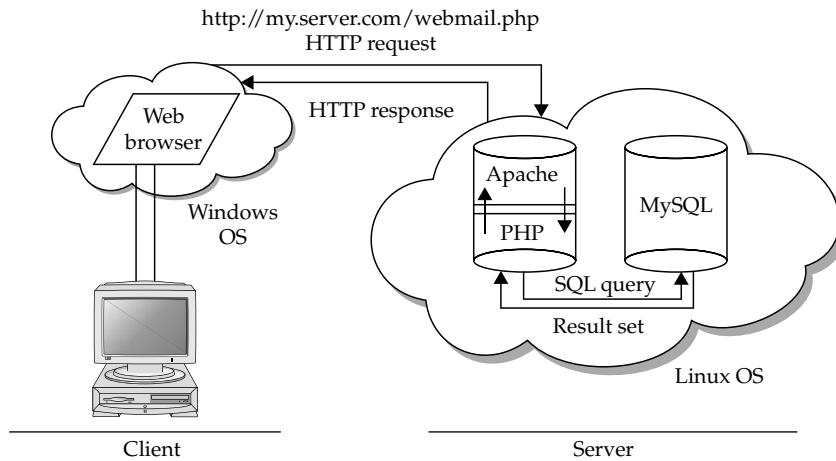 http://my.server.com/webmail.php
HTTP request
HTTP response
Web
browser
Windows
OS
Apache
PHP
MySQL
SQL query
Result set
Linux OS
Client
Server